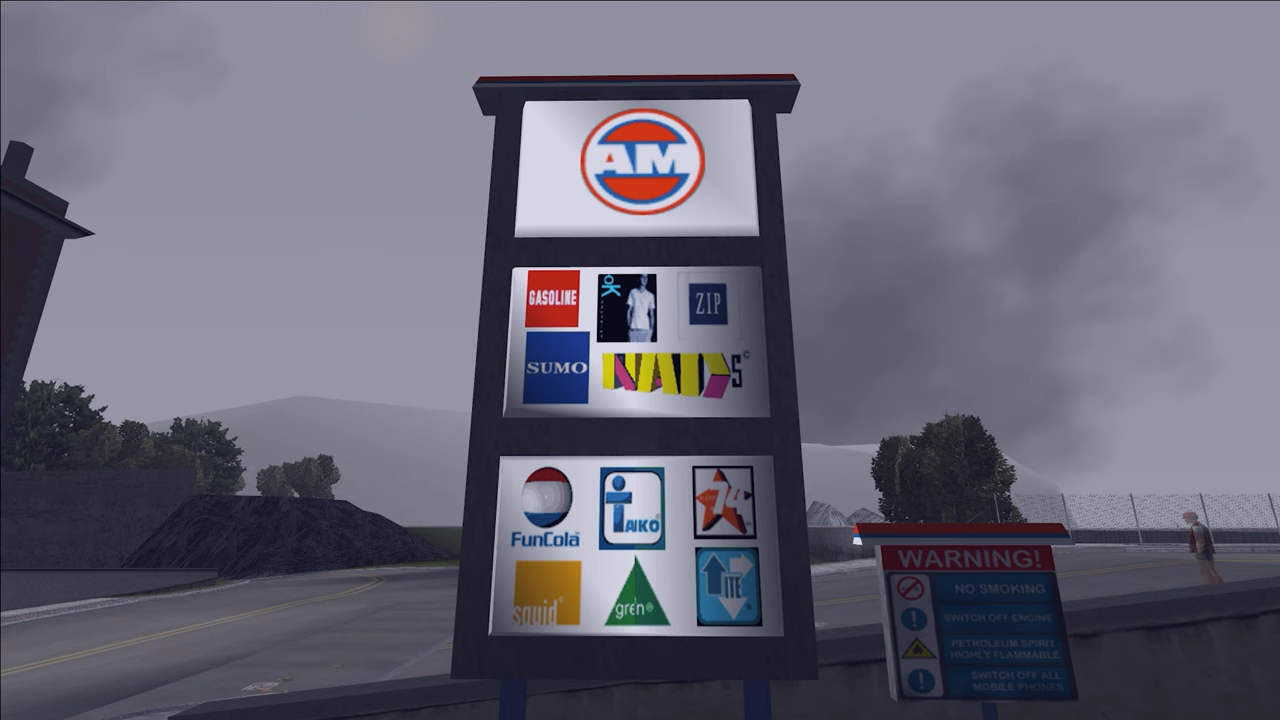 AM
GASOLINE
OK
ZIP
SUMO
NADS©
FunCola
tAIKO
74
squid©
gren®
ITE
WARNING!
NO SMOKING
SWITCH OFF ENGINE
PETROLEUM SPIRIT
HIGHLY FLAMMABLE
SWITCH OFF ALL
MOBILE PHONES